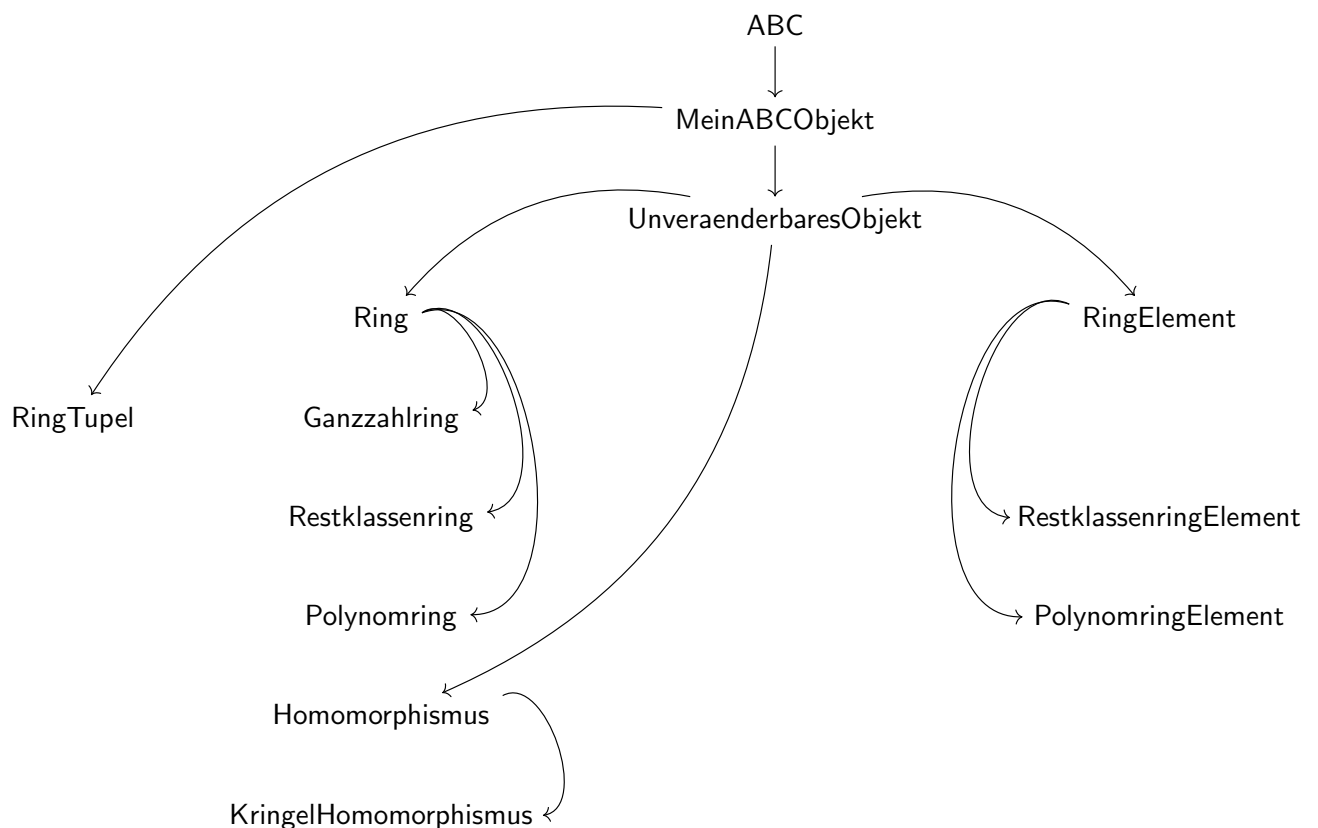 ABC
MeinABCObjekt
UnveraenderbaresObjekt
Ring
RingElement
RingTupel
Ganzzahlring
Restklassenring
RestklassenringElement
Polynomring
PolynomringElement
Homomorphismus
KringelHomomorphismus